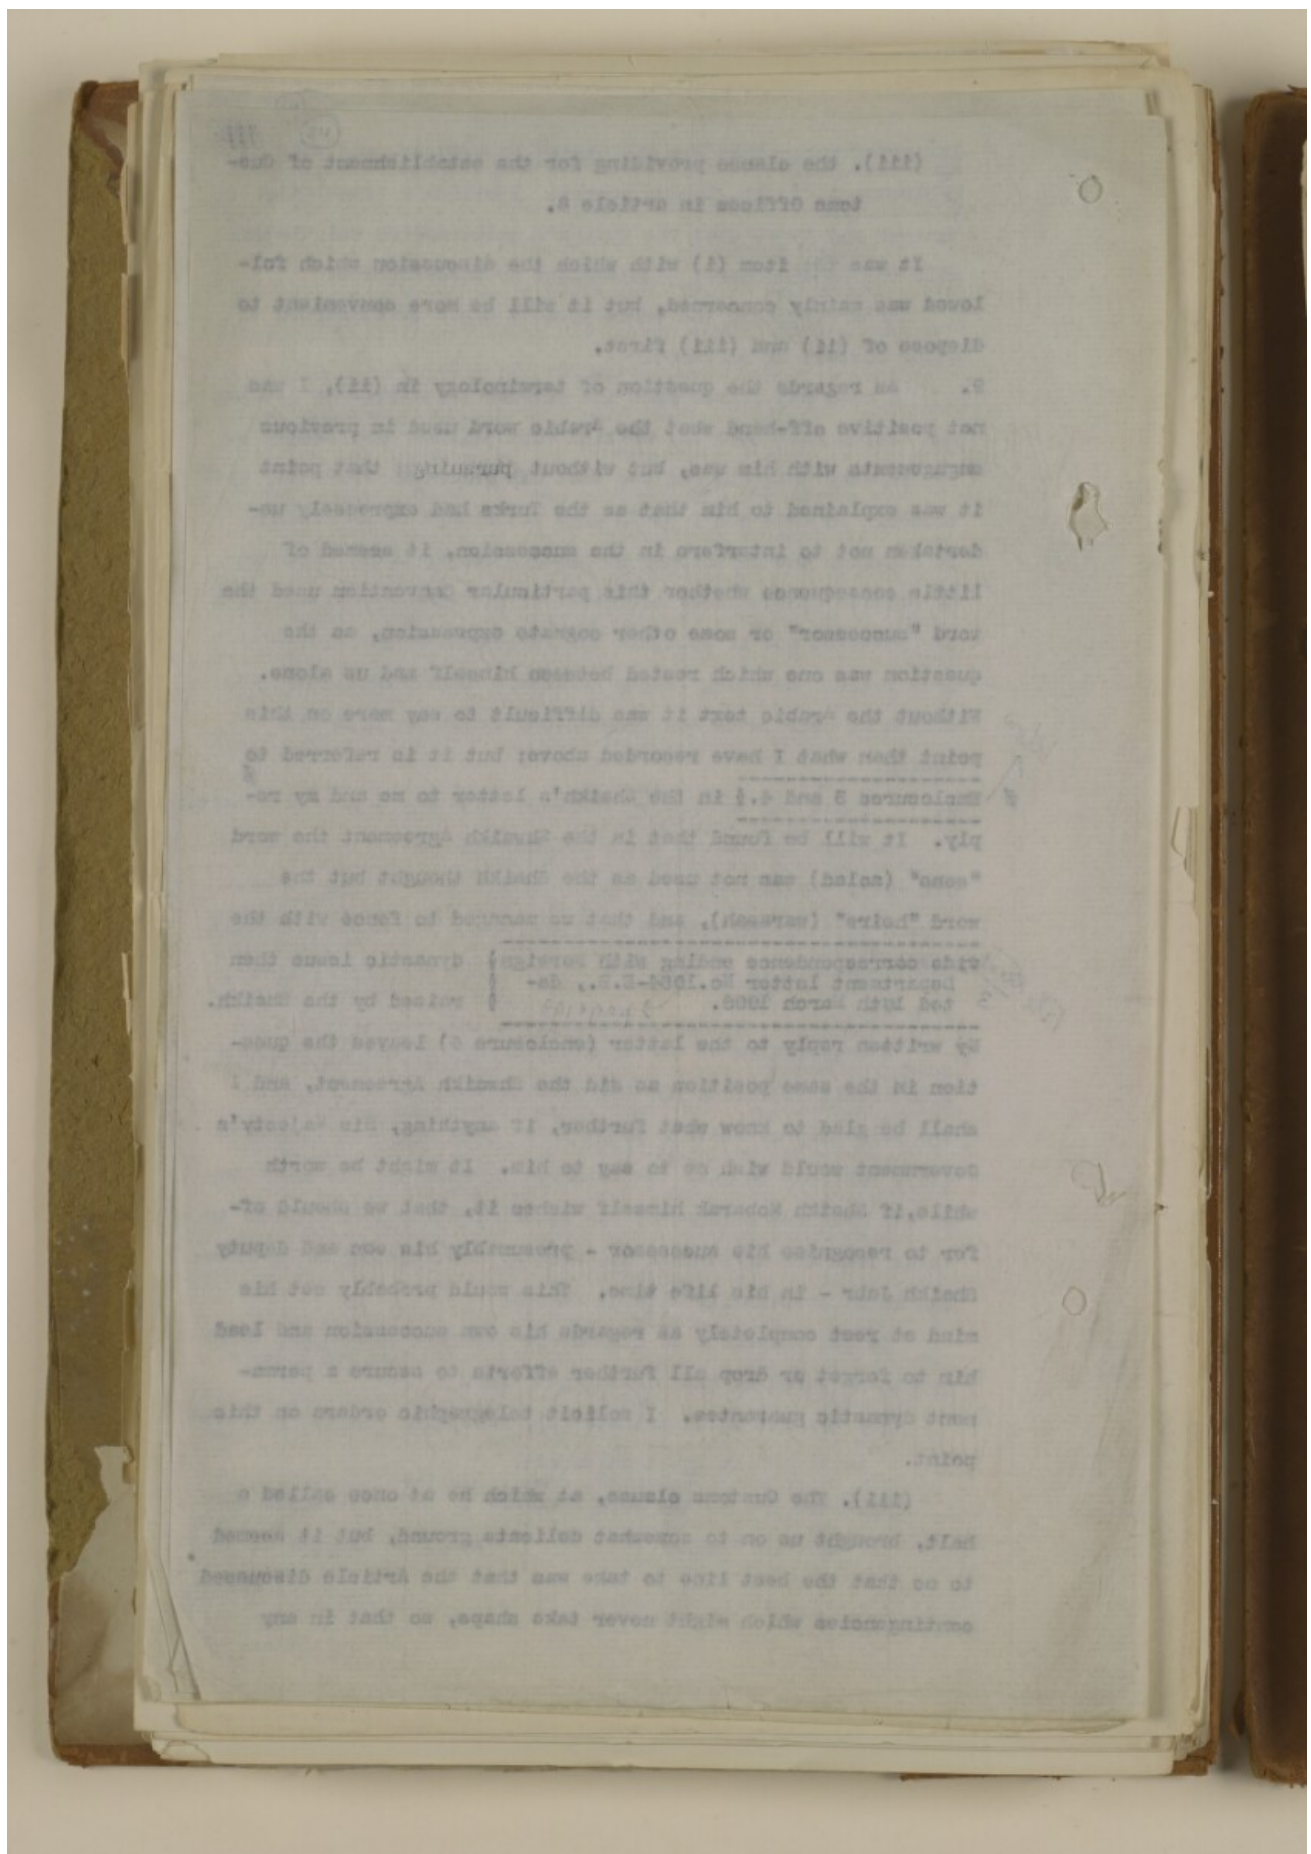 (iii). the clause providing for the establishment of Cus-
toms Offices in article 8.
It was item (i) with which the discussion which fol-
lowed was mainly concerned, but it will be more convenient to
dispose of (ii) and (iii) first.
9. As regards the question of terminology in (ii), I was
not positive off-hand what the Arabic word used in previous
engagements with him was, but without pursuing that point
it was explained to him that as the Turks had expressly un-
dertaken not to interfere in the succession, it seemed of
little consequence whether this particular Convention used the
word "successor" or some other cognate expression, as the
question was one which rested between himself and us alone.
Without the Arabic text it was difficult to say more on this
point than what I have recorded above; but it is referred to
Enclosures 3 and 4. in the Shaikh's letter to me and my re-
ply. It will be found that in the Agreement the word
"sons" (aulad) was not used as the Shaikh thought but the
word "heirs" (warasah), and that we managed to fence with the
vide correspondence ending with Foreign dynastic issue then
Department letter No. de- raised by the Shaikh.
ted 19th March 1908.
My written reply to the letter (enclosure 4) leaves the ques-
tion in the same position as did the Agreement, and I
shall be glad to know what further, if anything, His Majesty's
Government would wish me to say to him. It might be worth
while, if Shaikh Mobarak himself wishes it, that we should of-
fer to recognise his successor - presumably his son and deputy
Shaikh Jabr - in his life time. This would probably set his
mind at rest completely as regards his own succession and lead
him to forget or drop all further efforts to secure a perma-
nent dynastic guarantee. I solicit telegraphic orders on this
point.
(iii). The Customs clause, at which he at once called a
halt, brought us on to somewhat delicate ground, but it seemed
to me that the best line to take was that the Article discussed
contingencies which might never take shape, so that in any